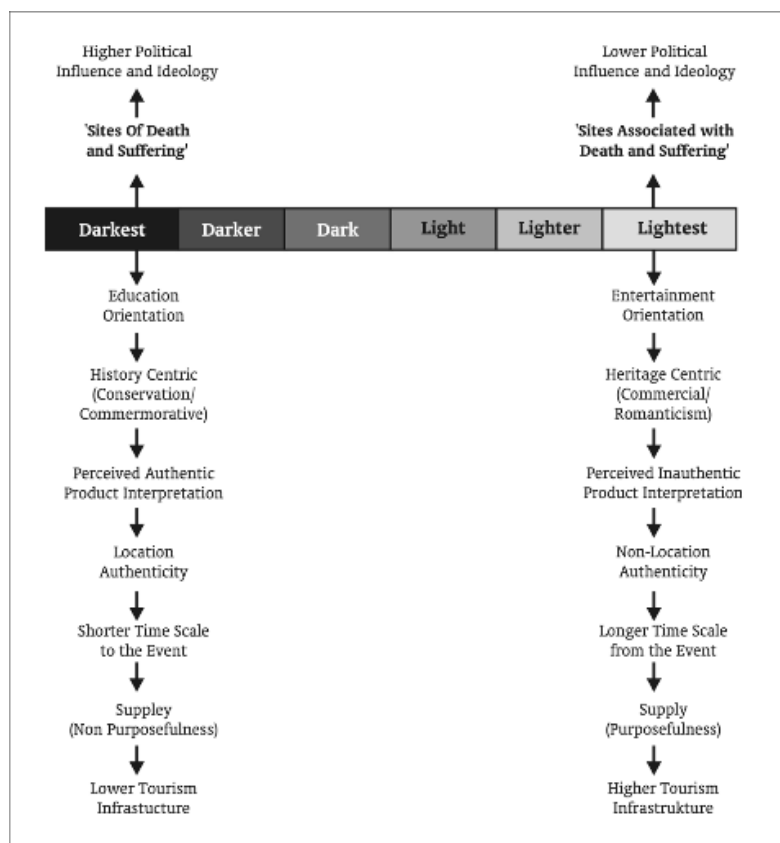 Higher Political
Influence and Ideology
Lower Political
Influence and Ideology
'Sites Of Death
and Suffering'
'Sites Associated with
Death and Suffering'
Darkest Darker Dark Light Lighter Lightest
Education
Orientation
Entertainment
Orientation
History Centric
(Conservation/
Commermorative)
Heritage Centric
(Commercial/
Romanticism)
Perceived Authentic
Product Interpretation
Perceived Inauthentic
Product Interpretation
Location
Authenticity
Non-Location
Authenticity
Shorter Time Scale
to the Event
Longer Time Scale
from the Event
Suppley
(Non Purposefulness)
Supply
(Purposefulness)
Lower Tourism
Infrastucture
Higher Tourism
Infrastrukture